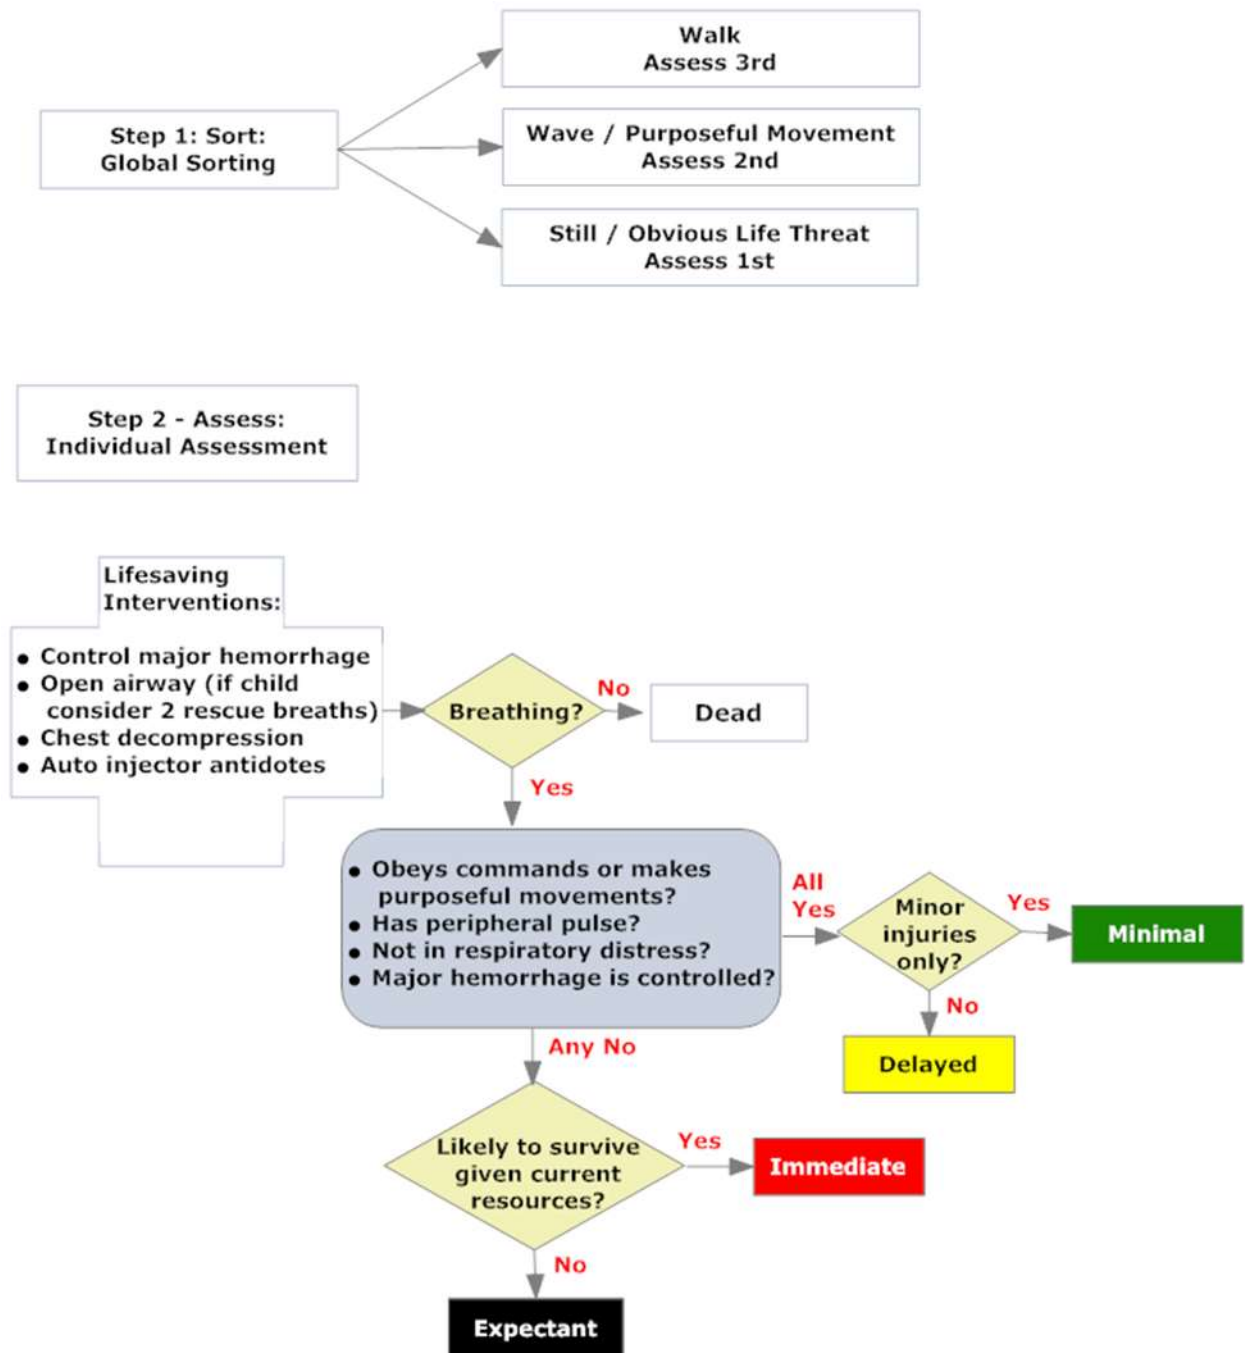 Walk
Assess 3rd
Step 1: Sort:
Global Sorting
Wave / Purposeful Movement
Assess 2nd
Still / Obvious Life Threat
Assess 1st
Step 2 - Assess:
Individual Assessment
Lifesaving
Interventions:
● Control major hemorrhage
● Open airway (if child
consider 2 rescue breaths)
● Chest decompression
● Auto injector antidotes
Breathing?
No
Dead
Yes
● Obeys commands or makes
purposeful movements?
● Has peripheral pulse?
● Not in respiratory distress?
● Major hemorrhage is controlled?
All
Yes
Minor
injuries
only?
Yes
Minimal
No
Delayed
Any No
Likely to survive
given current
resources?
Yes
Immediate
No
Expectant